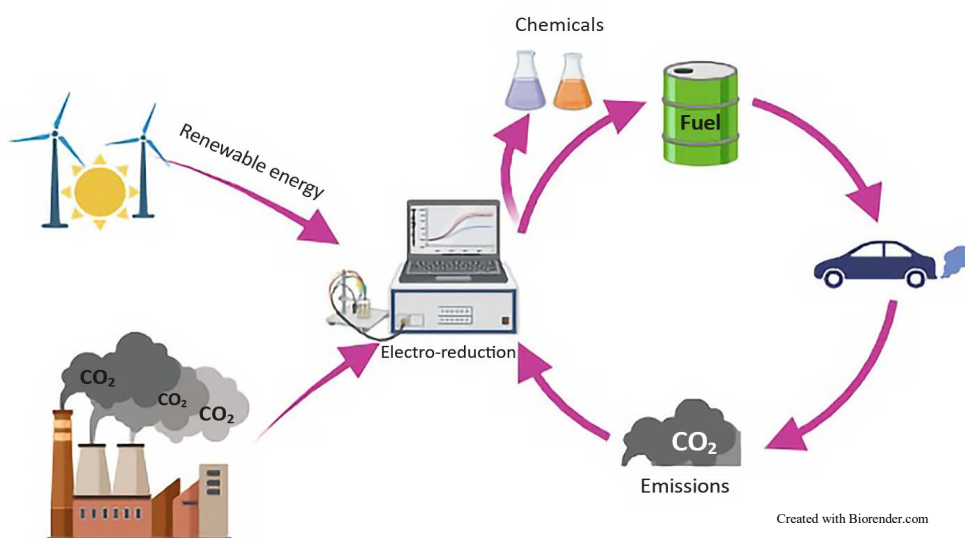 Chemicals
Fuel
Renewable energy
Electro-reduction
CO₂
CO₂
CO₂
CO₂
Emissions
Created with Biorender.com